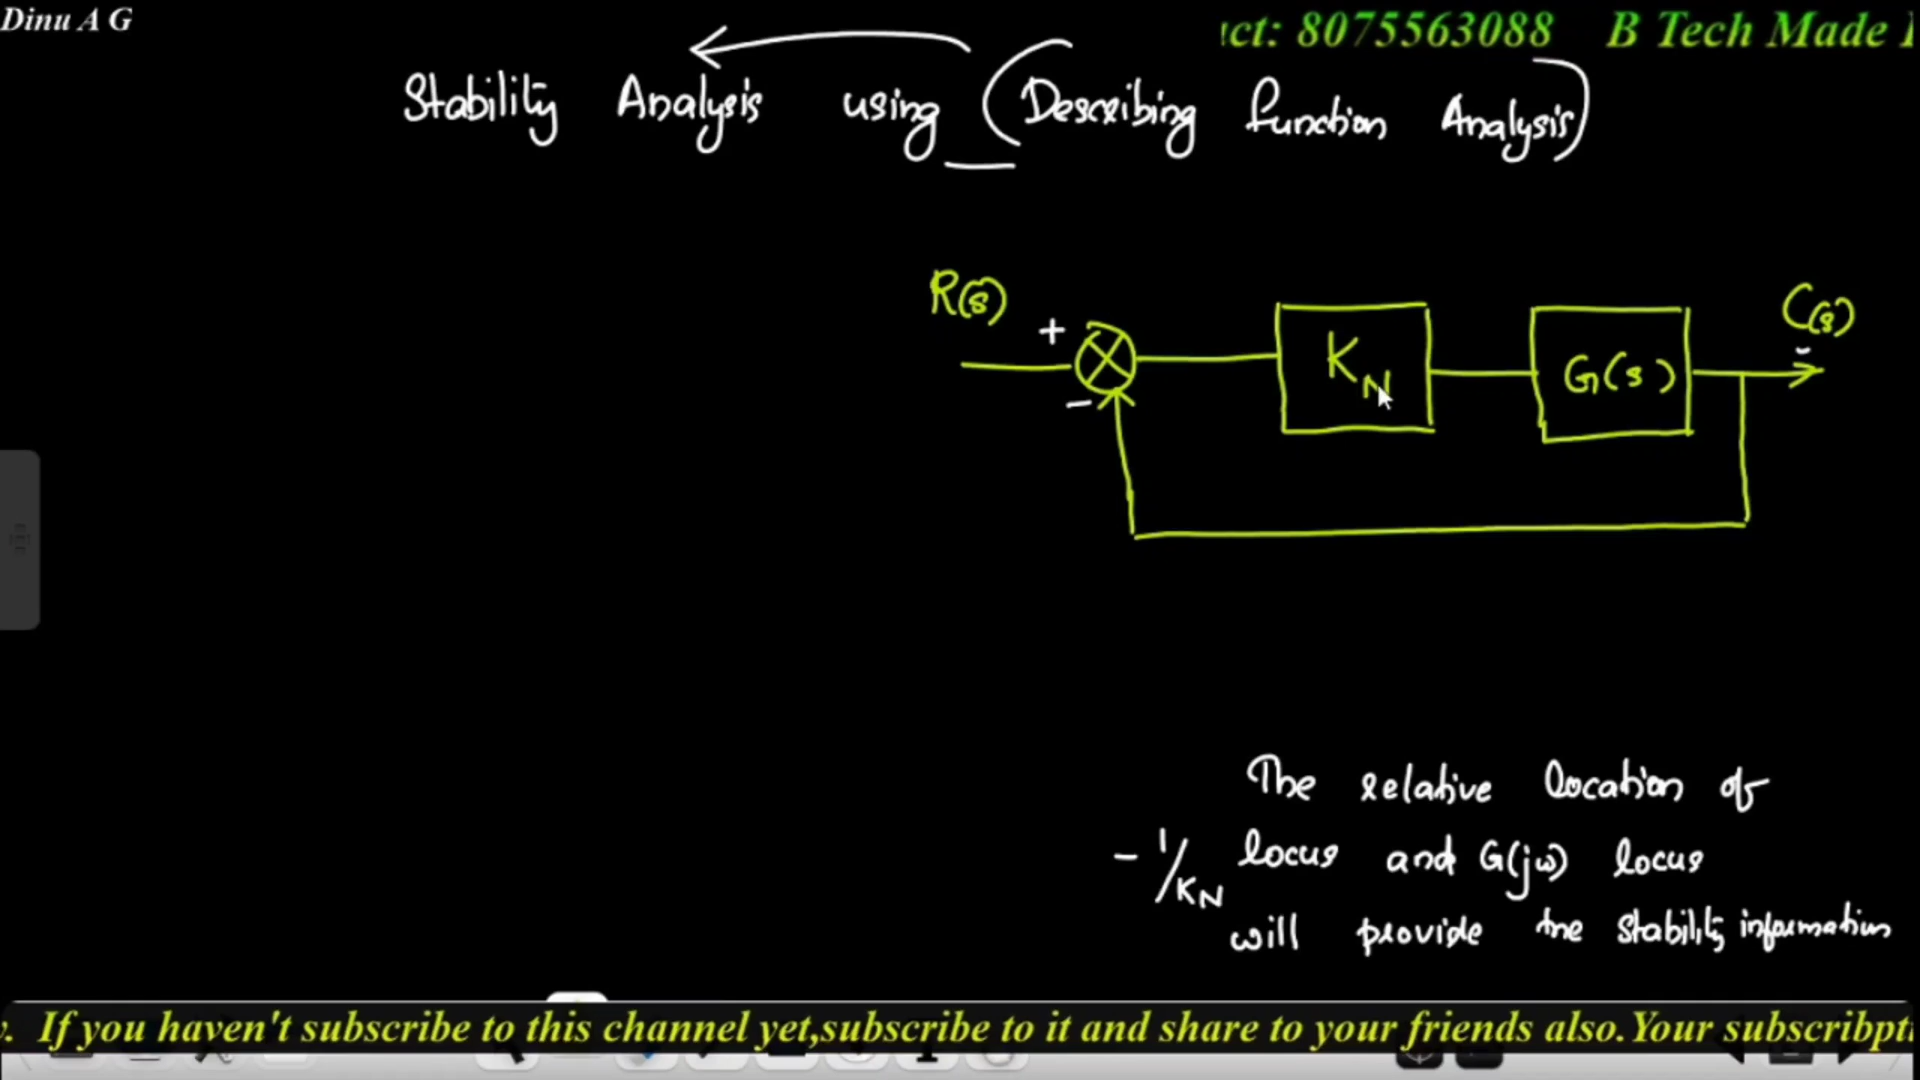 Dinu A G
ct: 8075563088 B Tech Made
Stability Analysis using (Describing function Analysis)
R(s)
+
-
K_N
G(s)
C(s)
The relative location of
-1/K_N locus and G(jω) locus
will provide the stability information
If you haven't subscribe to this channel yet,subscribe to it and share to your friends also.Your